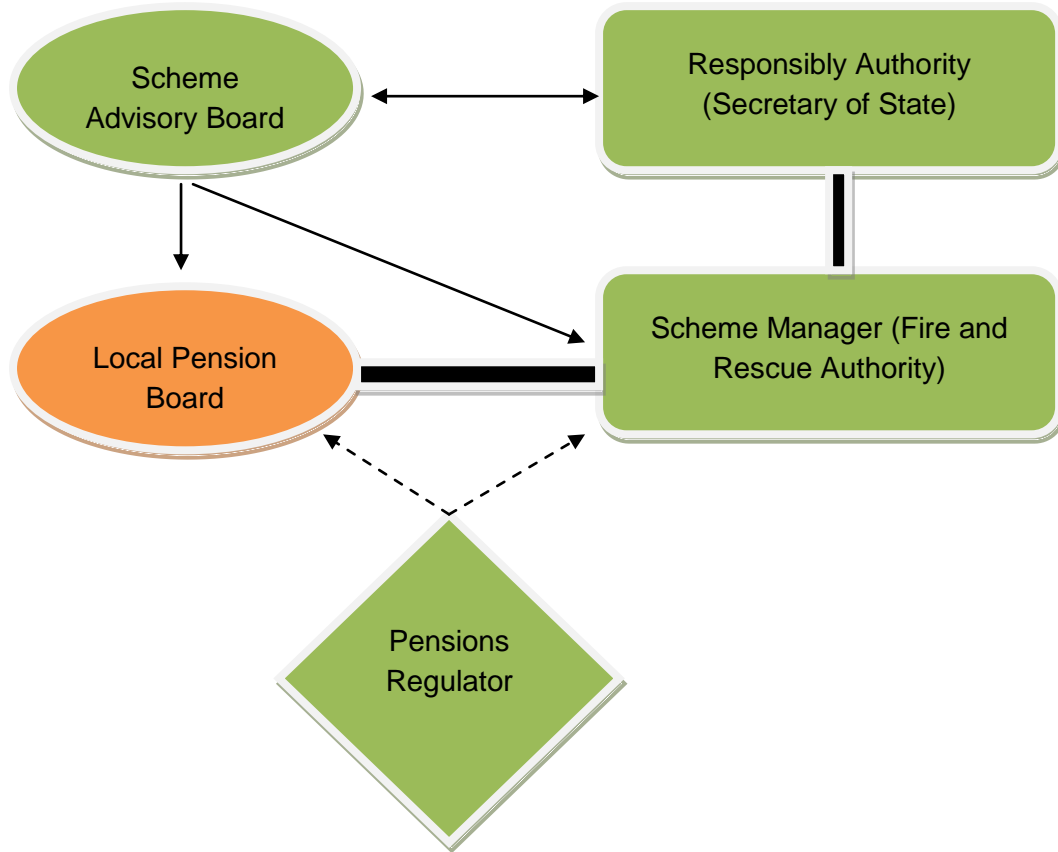 Scheme
Advisory Board
Responsibly Authority
(Secretary of State)
Local Pension
Board
Scheme Manager (Fire and
Rescue Authority)
Pensions
Regulator